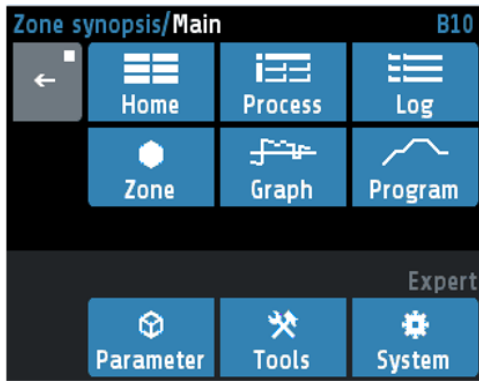 Zone synopsis/Main B10
Home Process Log
Zone Graph Program
Expert
Parameter Tools System